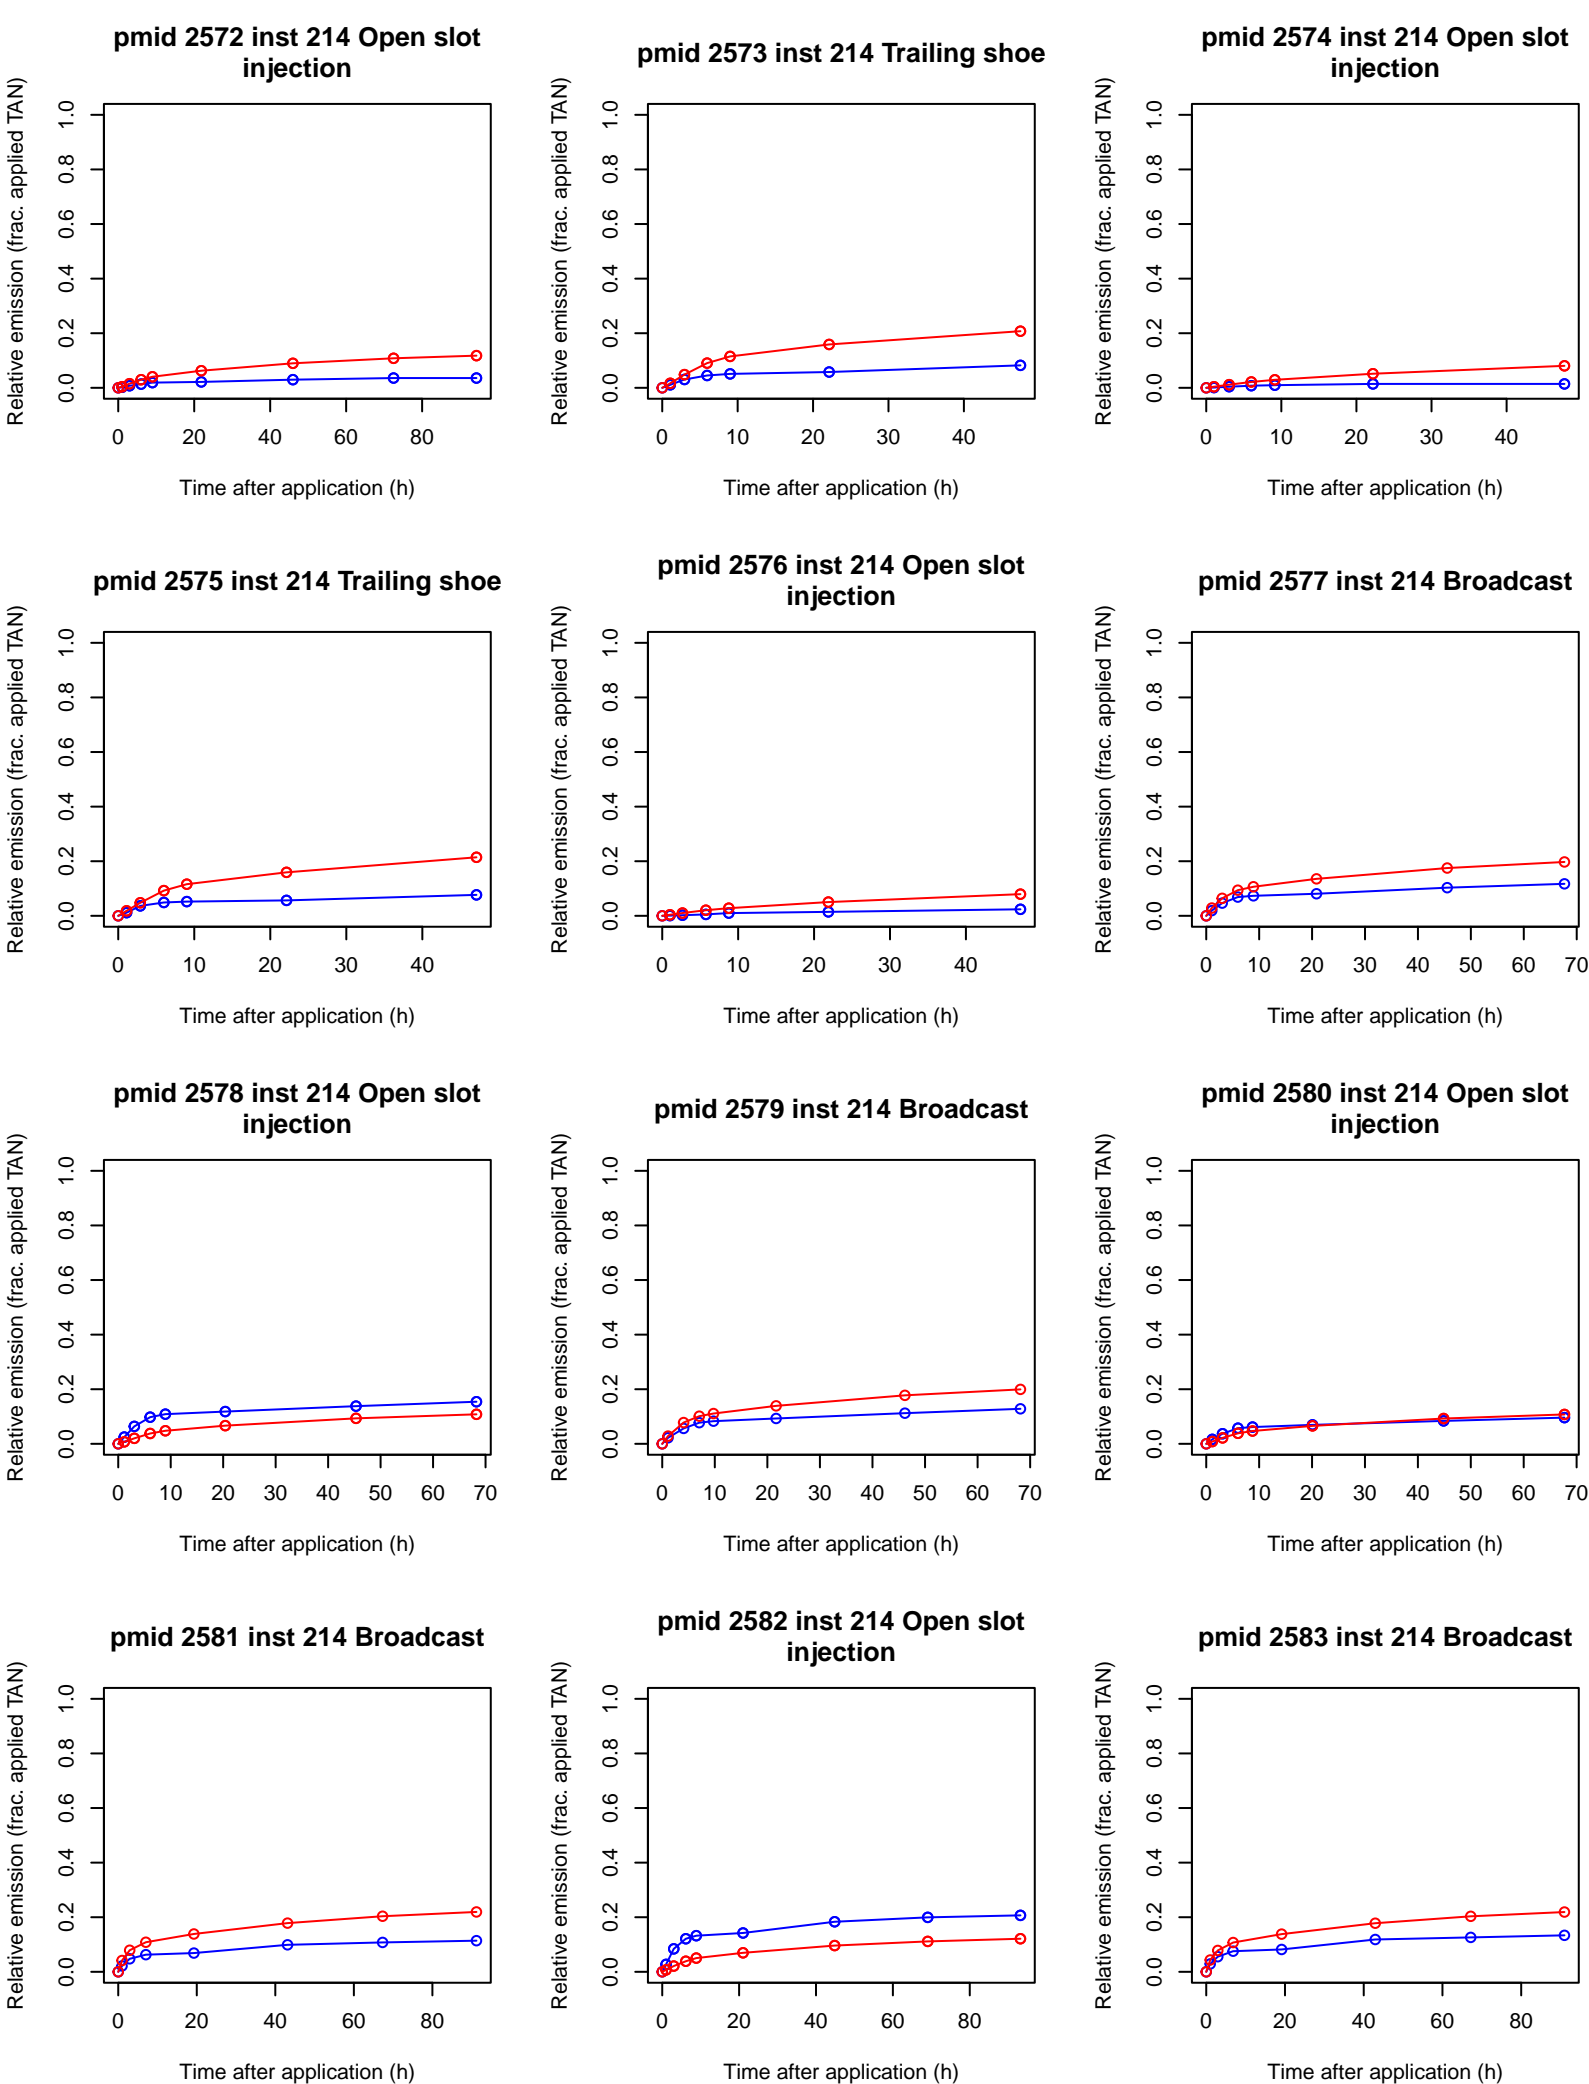 pmid 2572 inst 214 Open slot
injection
Relative emission (frac. applied TAN)
1.0
0.8
0.6
0.4
0.2
0.0
0 20 40 60 80
Time after application (h)
pmid 2573 inst 214 Trailing shoe
Relative emission (frac. applied TAN)
1.0
0.8
0.6
0.4
0.2
0.0
0 10 20 30 40
Time after application (h)
pmid 2574 inst 214 Open slot
injection
Relative emission (frac. applied TAN)
1.0
0.8
0.6
0.4
0.2
0.0
0 10 20 30 40
Time after application (h)
pmid 2575 inst 214 Trailing shoe
Relative emission (frac. applied TAN)
1.0
0.8
0.6
0.4
0.2
0.0
0 10 20 30 40
Time after application (h)
pmid 2576 inst 214 Open slot
injection
Relative emission (frac. applied TAN)
1.0
0.8
0.6
0.4
0.2
0.0
0 10 20 30 40
Time after application (h)
pmid 2577 inst 214 Broadcast
Relative emission (frac. applied TAN)
1.0
0.8
0.6
0.4
0.2
0.0
0 10 20 30 40 50 60 70
Time after application (h)
pmid 2578 inst 214 Open slot
injection
Relative emission (frac. applied TAN)
1.0
0.8
0.6
0.4
0.2
0.0
0 10 20 30 40 50 60 70
Time after application (h)
pmid 2579 inst 214 Broadcast
Relative emission (frac. applied TAN)
1.0
0.8
0.6
0.4
0.2
0.0
0 10 20 30 40 50 60 70
Time after application (h)
pmid 2580 inst 214 Open slot
injection
Relative emission (frac. applied TAN)
1.0
0.8
0.6
0.4
0.2
0.0
0 10 20 30 40 50 60 70
Time after application (h)
pmid 2581 inst 214 Broadcast
Relative emission (frac. applied TAN)
1.0
0.8
0.6
0.4
0.2
0.0
0 20 40 60 80
Time after application (h)
pmid 2582 inst 214 Open slot
injection
Relative emission (frac. applied TAN)
1.0
0.8
0.6
0.4
0.2
0.0
0 20 40 60 80
Time after application (h)
pmid 2583 inst 214 Broadcast
Relative emission (frac. applied TAN)
1.0
0.8
0.6
0.4
0.2
0.0
0 20 40 60 80
Time after application (h)